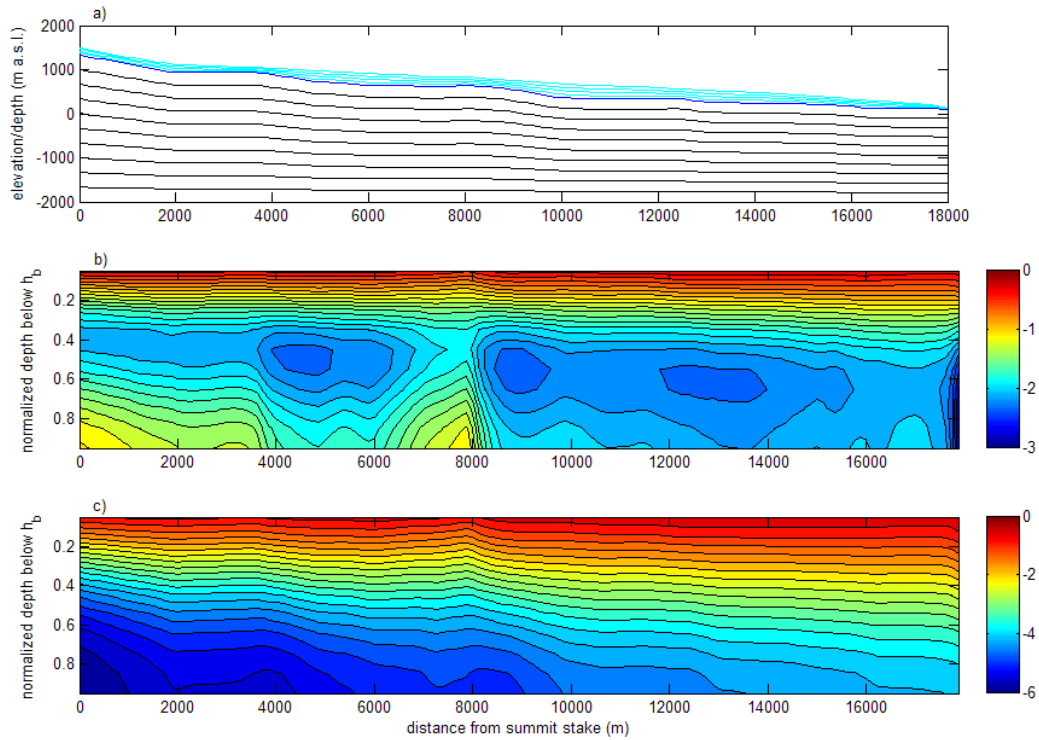 a)
elevation/depth (m a.s.l.)
2000
1000
0
-1000
-2000
0 2000 4000 6000 8000 10000 12000 14000 16000 18000
b)
normalized depth below h_b
0.2
0.4
0.6
0.8
0 2000 4000 6000 8000 10000 12000 14000 16000
0
-1
-2
-3
c)
normalized depth below h_b
0.2
0.4
0.6
0.8
0 2000 4000 6000 8000 10000 12000 14000 16000
0
-2
-4
-6
distance from summit stake (m)